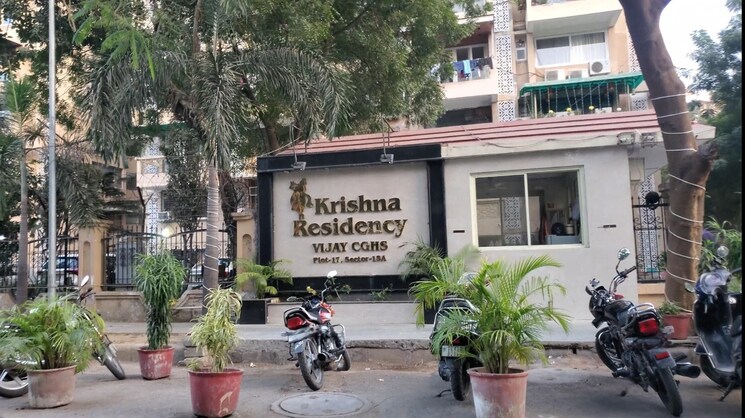 Krishna
Residency
VIJAY CGHS
Plot-17, Sector-18A